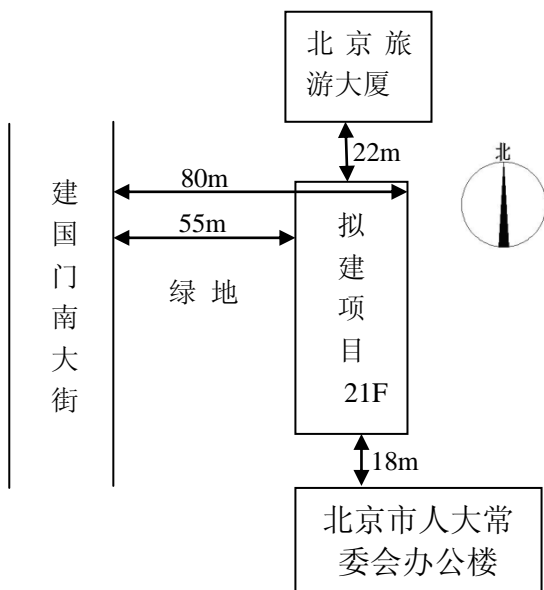 北京旅
游大厦
22m
北
80m
55m
建国门南大街
绿地
拟建项目
21F
18m
北京市人大常
委会办公楼